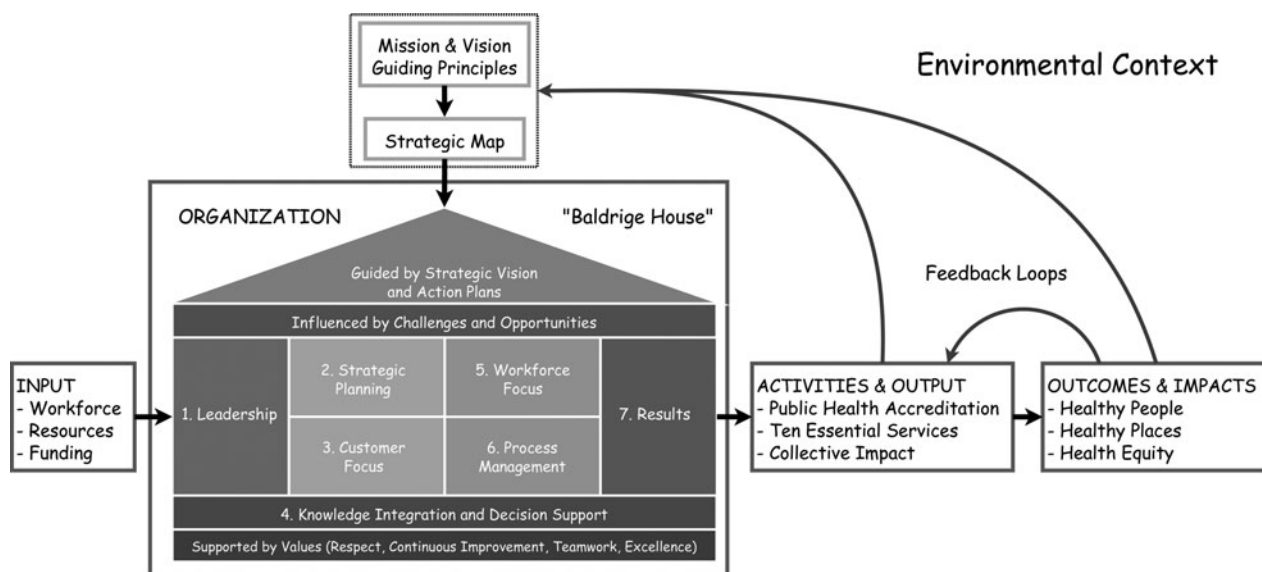 Mission & Vision
Guiding Principles
Environmental Context
Strategic Map
ORGANIZATION
"Baldrige House"
Guided by Strategic Vision
and Action Plans
Feedback Loops
Influenced by Challenges and Opportunities
INPUT
- Workforce
- Resources
- Funding
1. Leadership
2. Strategic
Planning
5. Workforce
Focus
3. Customer
Focus
6. Process
Management
7. Results
ACTIVITIES & OUTPUT
- Public Health Accreditation
- Ten Essential Services
- Collective Impact
OUTCOMES & IMPACTS
- Healthy People
- Healthy Places
- Health Equity
4. Knowledge Integration and Decision Support
Supported by Values (Respect, Continuous Improvement, Teamwork, Excellence)